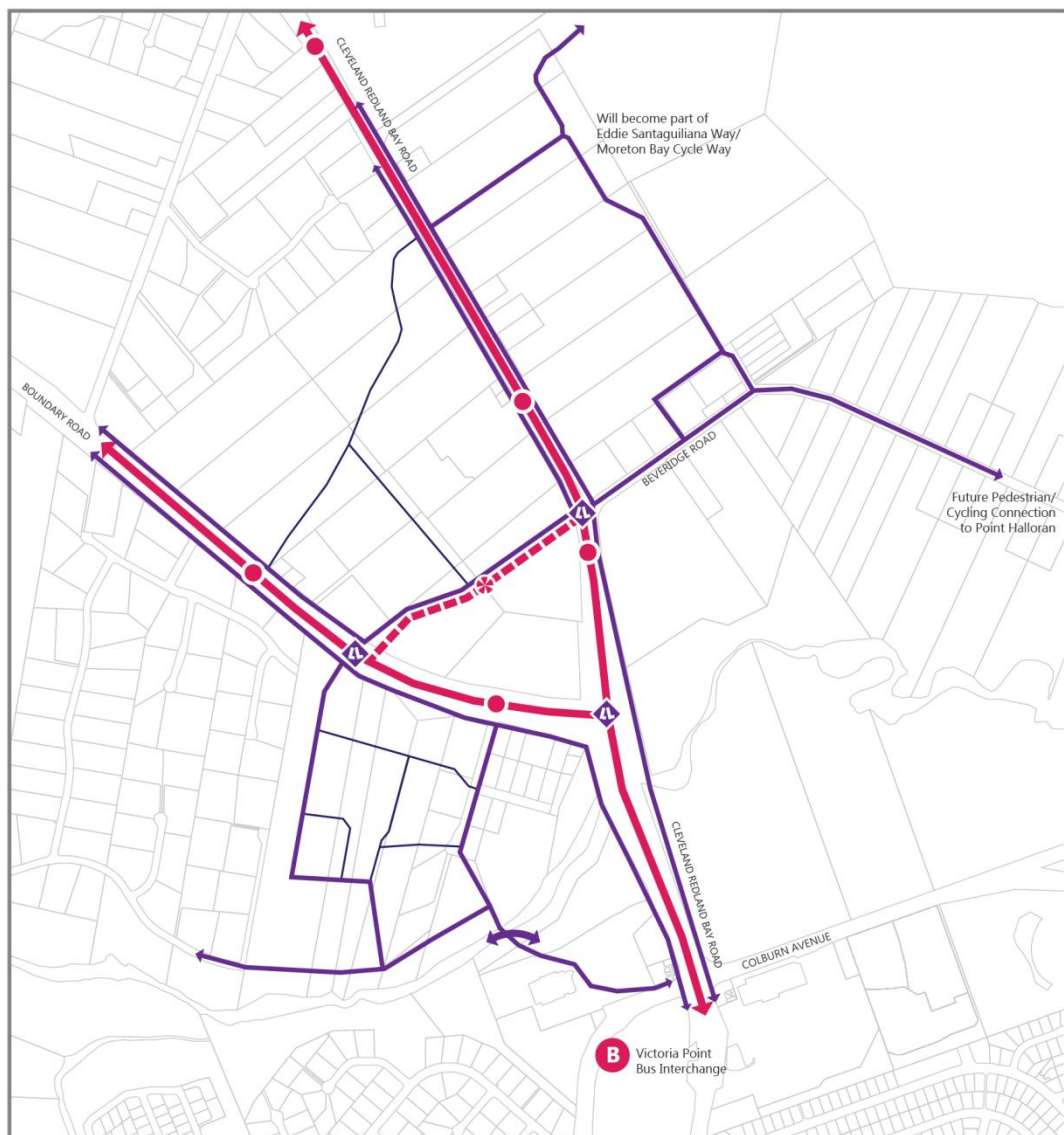 CLEVELAND REDLAND BAY ROAD
Will become part of
Eddie Santaguiliana Way/
Moreton Bay Cycle Way
BOUNDARY ROAD
BEVERIDGE ROAD
Future Pedestrian/
Cycling Connection
to Point Halloran
CLEVELAND REDLAND BAY ROAD
COLBURN AVENUE
B
Victoria Point
Bus Interchange